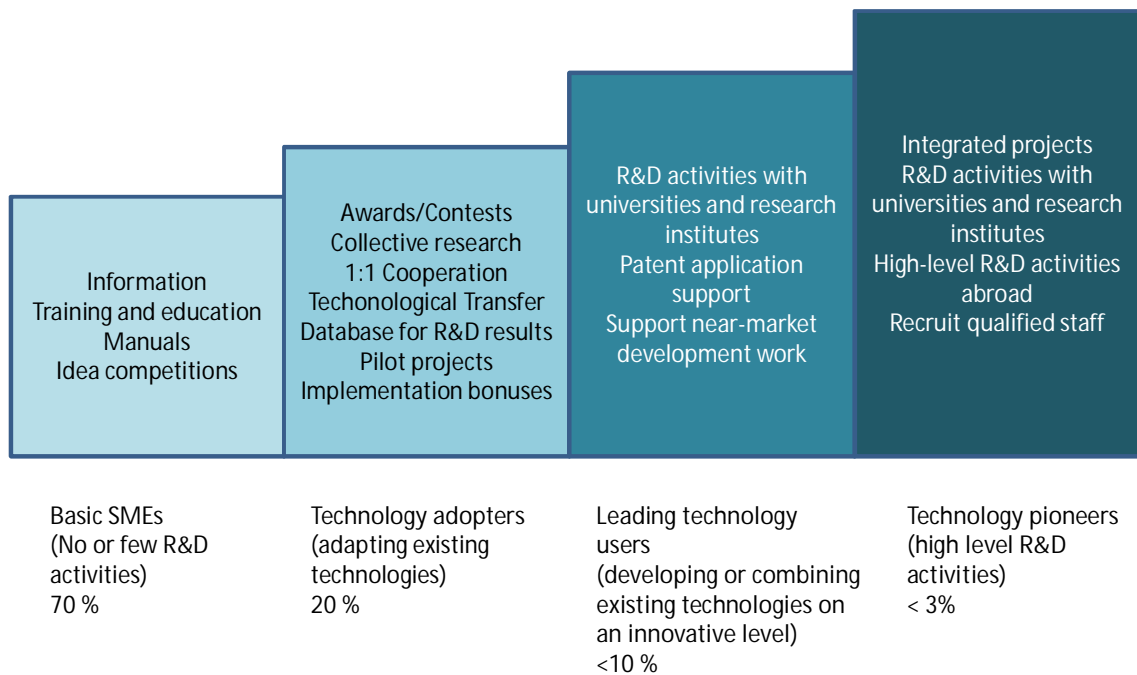 Information
Training and education
Manuals
Idea competitions
Awards/Contests
Collective research
1:1 Cooperation
Techonological Transfer
Database for R&D results
Pilot projects
Implementation bonuses
R&D activities with
universities and research
institutes
Patent application
support
Support near-market
development work
Integrated projects
R&D activities with
universities and research
institutes
High-level R&D activities
abroad
Recruit qualified staff
Basic SMEs
(No or few R&D
activities)
70 %
Technology adopters
(adapting existing
technologies)
20 %
Leading technology
users
(developing or combining
existing technologies on
an innovative level)
<10 %
Technology pioneers
(high level R&D
activities)
< 3%